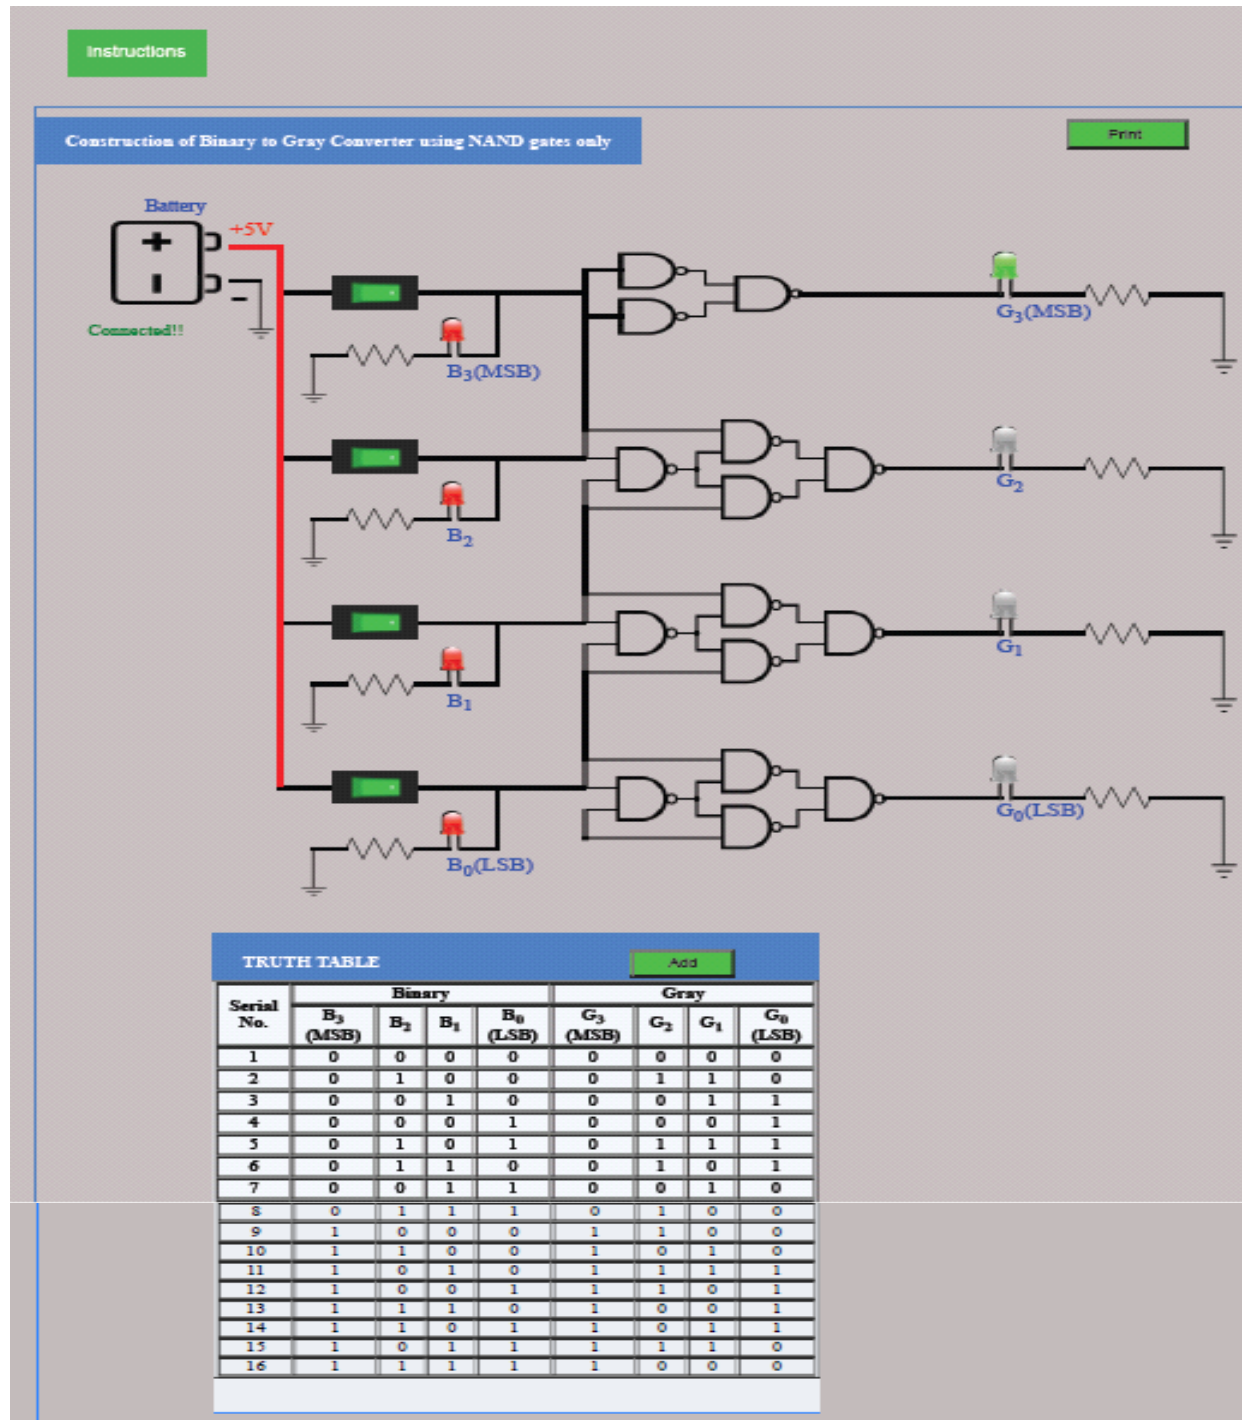 Instructions
Construction of Binary to Gray Converter using NAND gates only
Print
Battery
+5V
+
-
-
Connected!!
G₃(MSB)
B₃(MSB)
G₂
B₂
G₁
B₁
G₀(LSB)
B₀(LSB)
TRUTH TABLE Add
Serial No. Binary Gray
B₃ (MSB) B₂ B₁ B₀ (LSB) G₃ (MSB) G₂ G₁ G₀ (LSB)
1 0 0 0 0 0 0 0 0
2 0 1 0 0 0 1 1 0
3 0 0 1 0 0 0 1 1
4 0 0 0 1 0 0 0 1
5 0 1 0 1 0 1 1 1
6 0 1 1 0 0 1 0 1
7 0 0 1 1 0 0 1 0
8 0 1 1 1 0 1 0 0
9 1 0 0 0 1 1 0 0
10 1 1 0 0 1 0 1 0
11 1 0 1 0 1 1 1 1
12 1 0 0 1 1 1 0 1
13 1 1 1 0 1 0 0 1
14 1 1 0 1 1 0 1 1
15 1 0 1 1 1 1 1 0
16 1 1 1 1 1 0 0 0